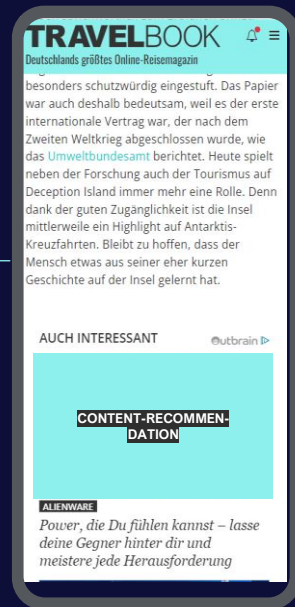 TRAVELBOOK
Deutschlands größtes Online-Reisemagazin
besonders schutzwürdig eingestuft. Das Papier
war auch deshalb bedeutsam, weil es der erste
internationale Vertrag war, der nach dem
Zweiten Weltkrieg abgeschlossen wurde, wie
das Umweltbundesamt berichtet. Heute spielt
neben der Forschung auch der Tourismus auf
Deception Island immer mehr eine Rolle. Denn
dank der guten Zugänglichkeit ist die Insel
mittlerweile ein Highlight auf Antarktis-
Kreuzfahrten. Bleibt zu hoffen, dass der
Mensch etwas aus seiner eher kurzen
Geschichte auf der Insel gelernt hat.
AUCH INTERESSANT
Outbrain
CONTENT-RECOMMEN-
DATION
ALIENWARE
Power, die Du fühlen kannst – lasse
deine Gegner hinter dir und
meistere jede Herausforderung